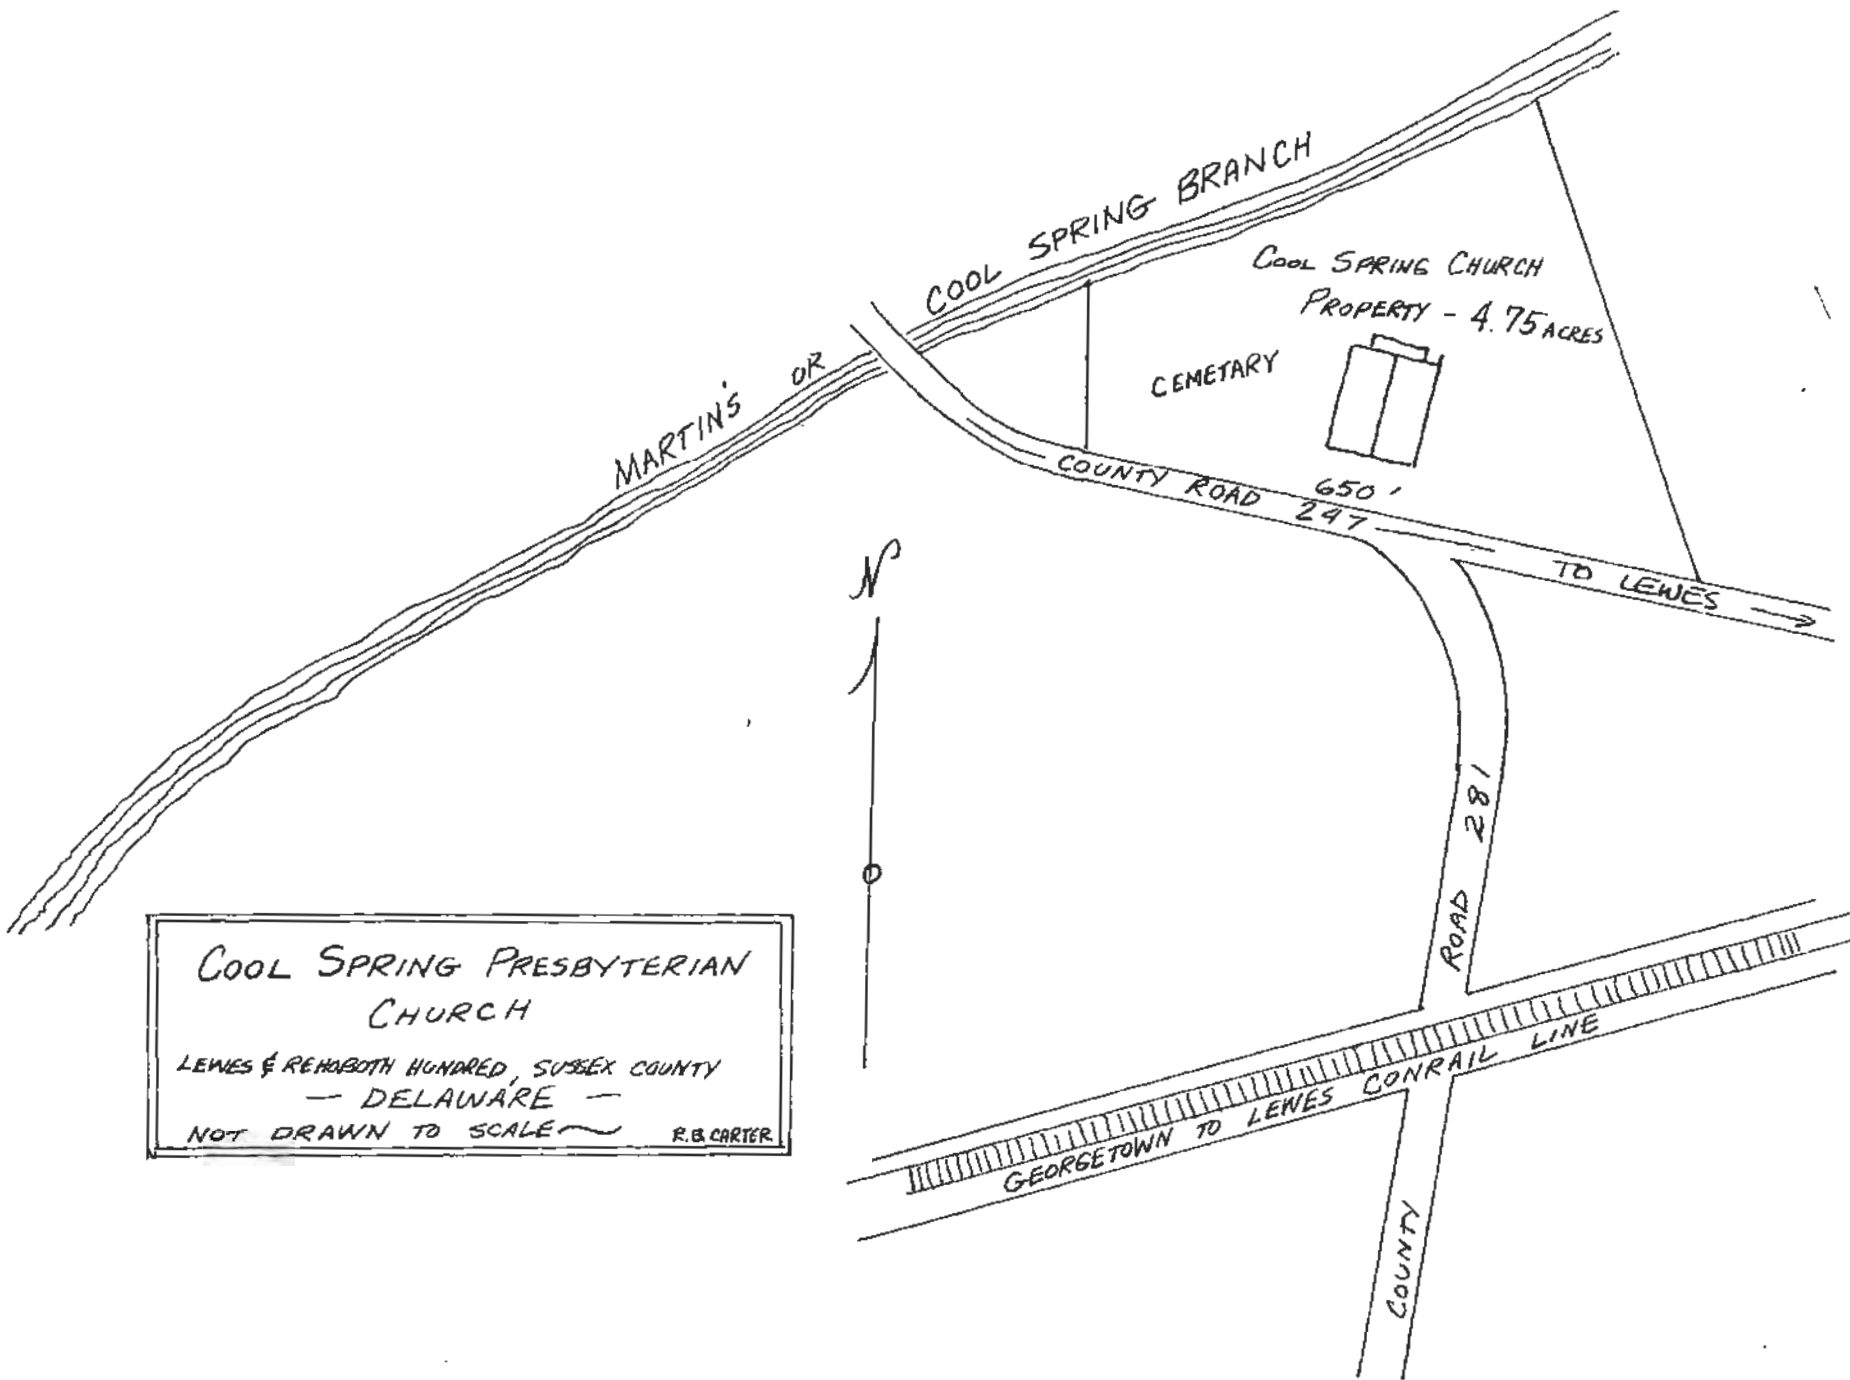 MARTIN'S OR COOL SPRING BRANCH
COOL SPRING CHURCH
PROPERTY - 4.75 ACRES
CEMETARY
650'
COUNTY ROAD 247
TO LEWES
N
COUNTY ROAD 281
GEORGETOWN TO LEWES CONRAIL LINE
COOL SPRING PRESBYTERIAN
CHURCH
LEWES & REHOBOTH HUNDRED, SUSSEX COUNTY
— DELAWARE —
NOT DRAWN TO SCALE~ R.B. CARTER